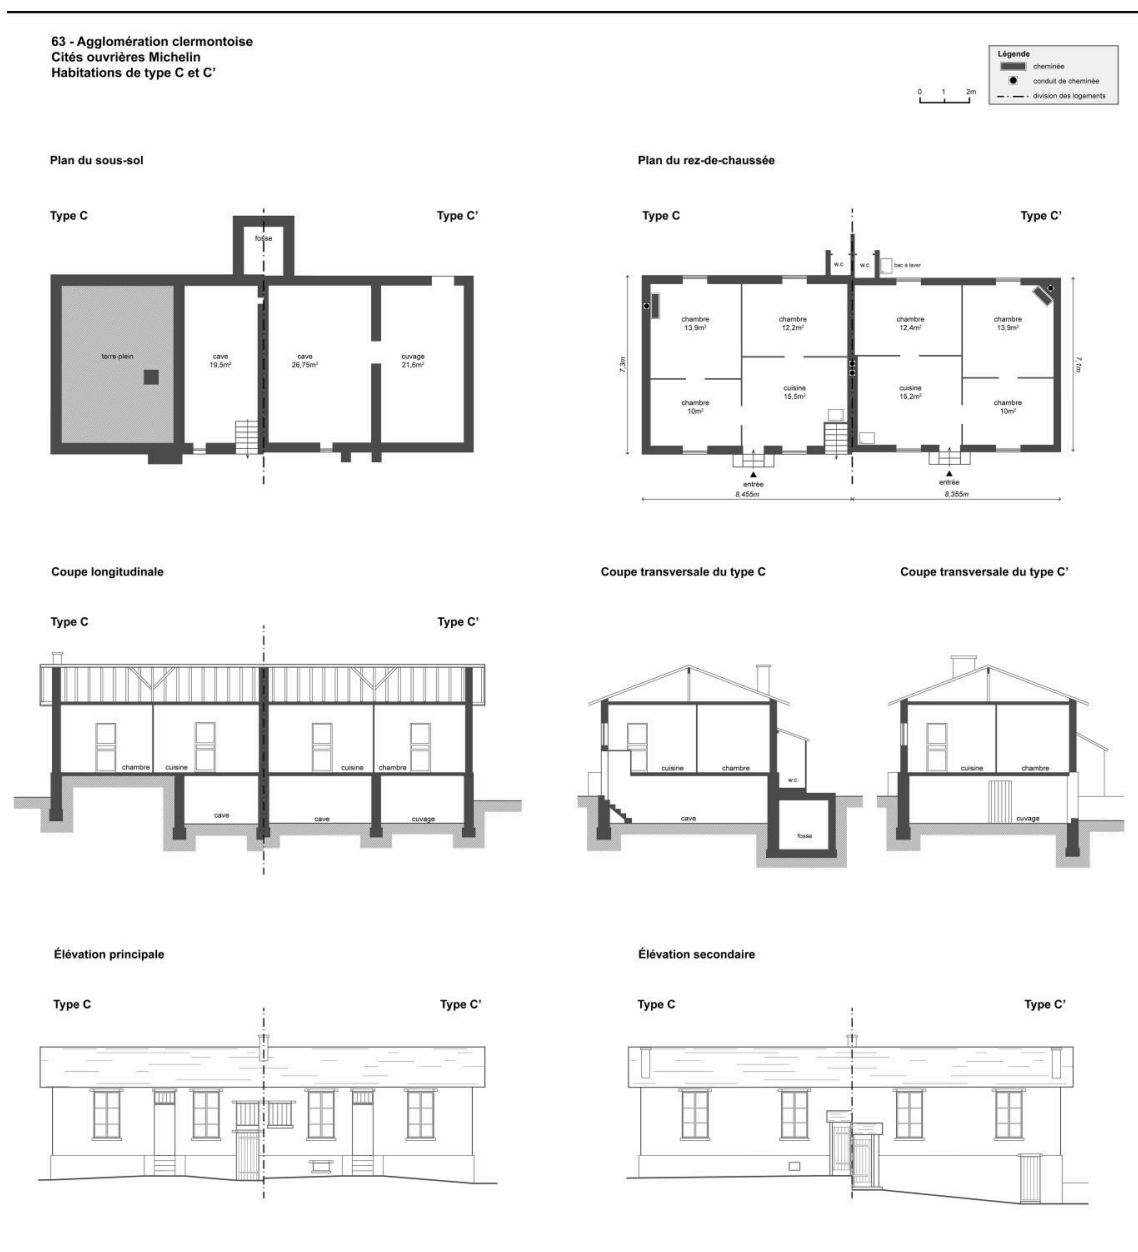 63 - Agglomération clermontoise
Cités ouvrières Michelin
Habitations de type C et C’
Légende
cheminée
conduit de cheminée
division des logements
0 1 2m
Plan du sous-sol
Plan du rez-de-chaussée
Type C
Type C’
Type C
Type C’
fosse
terre plein
cave
19,5m²
cave
26,75m²
cuvage
21,6m²
w.c
w.c
bac à laver
chambre
13,9m²
chambre
12,2m²
chambre
12,4m²
chambre
13,9m²
7,3m
7,1m
chambre
10m²
cuisine
15,5m²
cuisine
15,2m²
chambre
10m²
entrée
entrée
8,455m
8,355m
Coupe longitudinale
Coupe transversale du type C
Coupe transversale du type C’
Type C
Type C’
chambre
cuisine
cuisine
chambre
cave
cave
cuvage
cuisine
chambre
w.c
cave
fosse
cuisine
chambre
cuvage
Élévation principale
Élévation secondaire
Type C
Type C’
Type C
Type C’